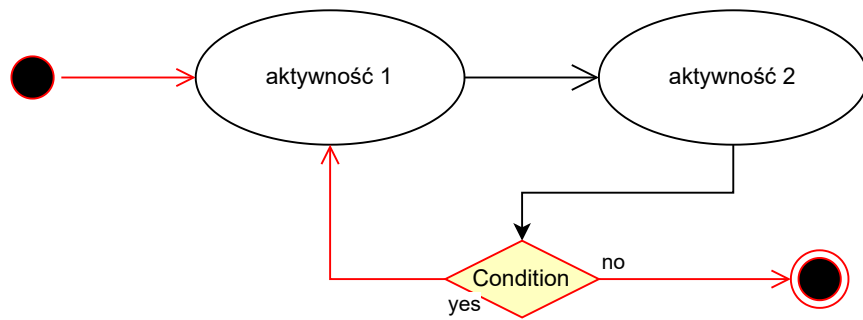 aktywność 1
aktywność 2
no
Condition
yes